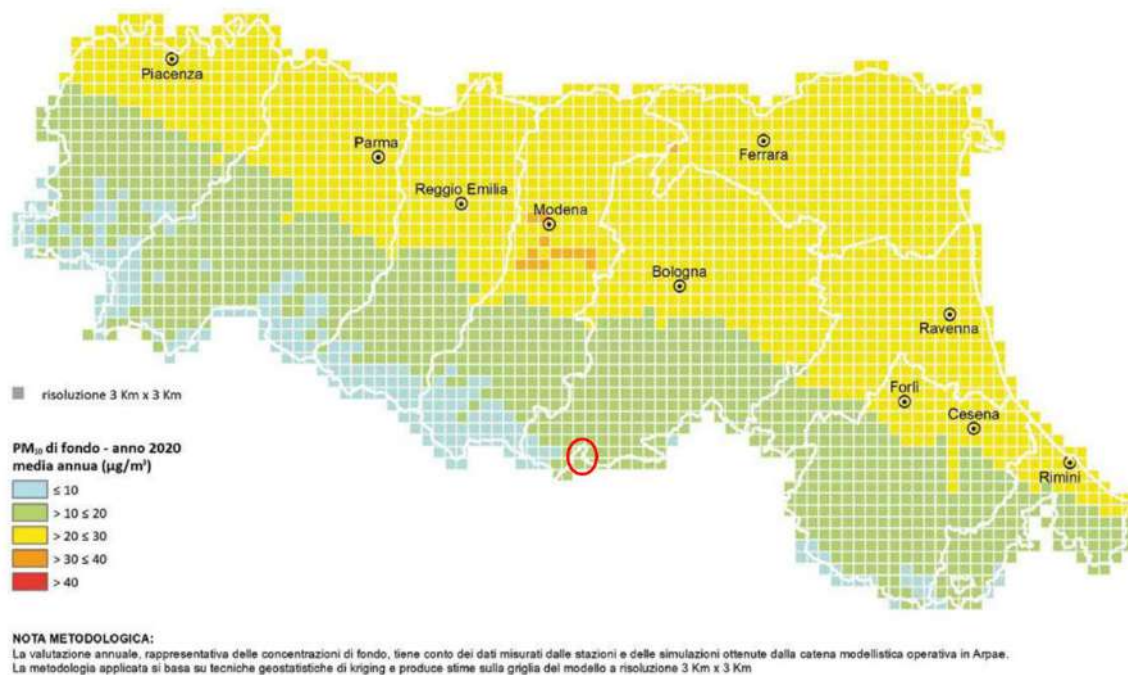 Piacenza
Parma
Ferrara
Reggio Emilia
Modena
Bologna
Ravenna
Forlì
Cesena
Rimini
risoluzione 3 Km x 3 Km
PM₁₀ di fondo - anno 2020
media annua (µg/m³)
≤ 10
> 10 ≤ 20
> 20 ≤ 30
> 30 ≤ 40
> 40
NOTA METODOLOGICA:
La valutazione annuale, rappresentativa delle concentrazioni di fondo, tiene conto dei dati misurati dalle stazioni e delle simulazioni ottenute dalla catena modellistica operativa in Arpae.
La metodologia applicata si basa su tecniche geostatistiche di kriging e produce stime sulla griglia del modello a risoluzione 3 Km x 3 Km